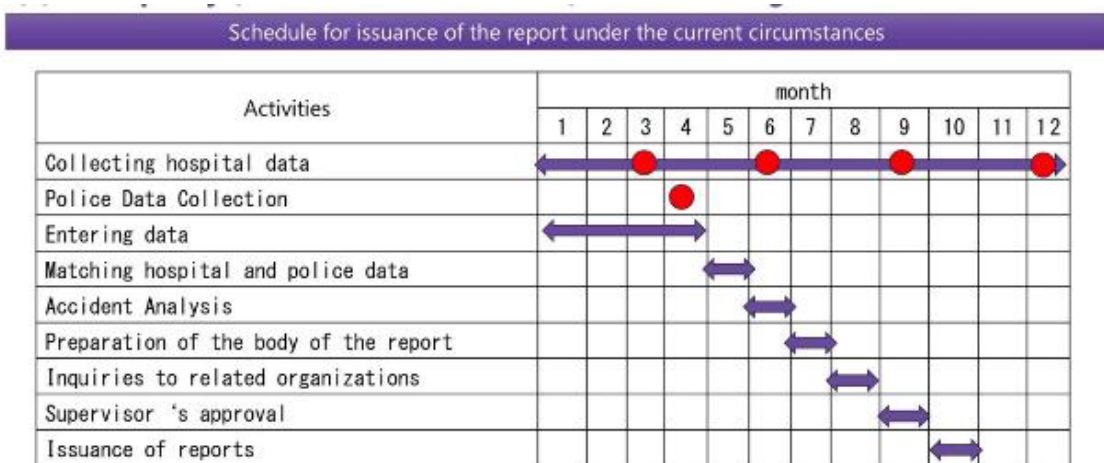 Schedule for issuance of the report under the current circumstances
Activities
month
1 2 3 4 5 6 7 8 9 10 11 12
Collecting hospital data
Police Data Collection
Entering data
Matching hospital and police data
Accident Analysis
Preparation of the body of the report
Inquiries to related organizations
Supervisor ‘s approval
Issuance of reports